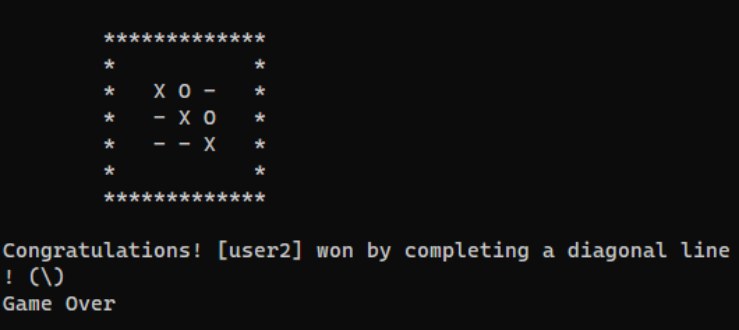 *************
*           *
*   X O -   *
*   - X O   *
*   - - X   *
*           *
*************
Congratulations! [user2] won by completing a diagonal line
! (\)
Game Over